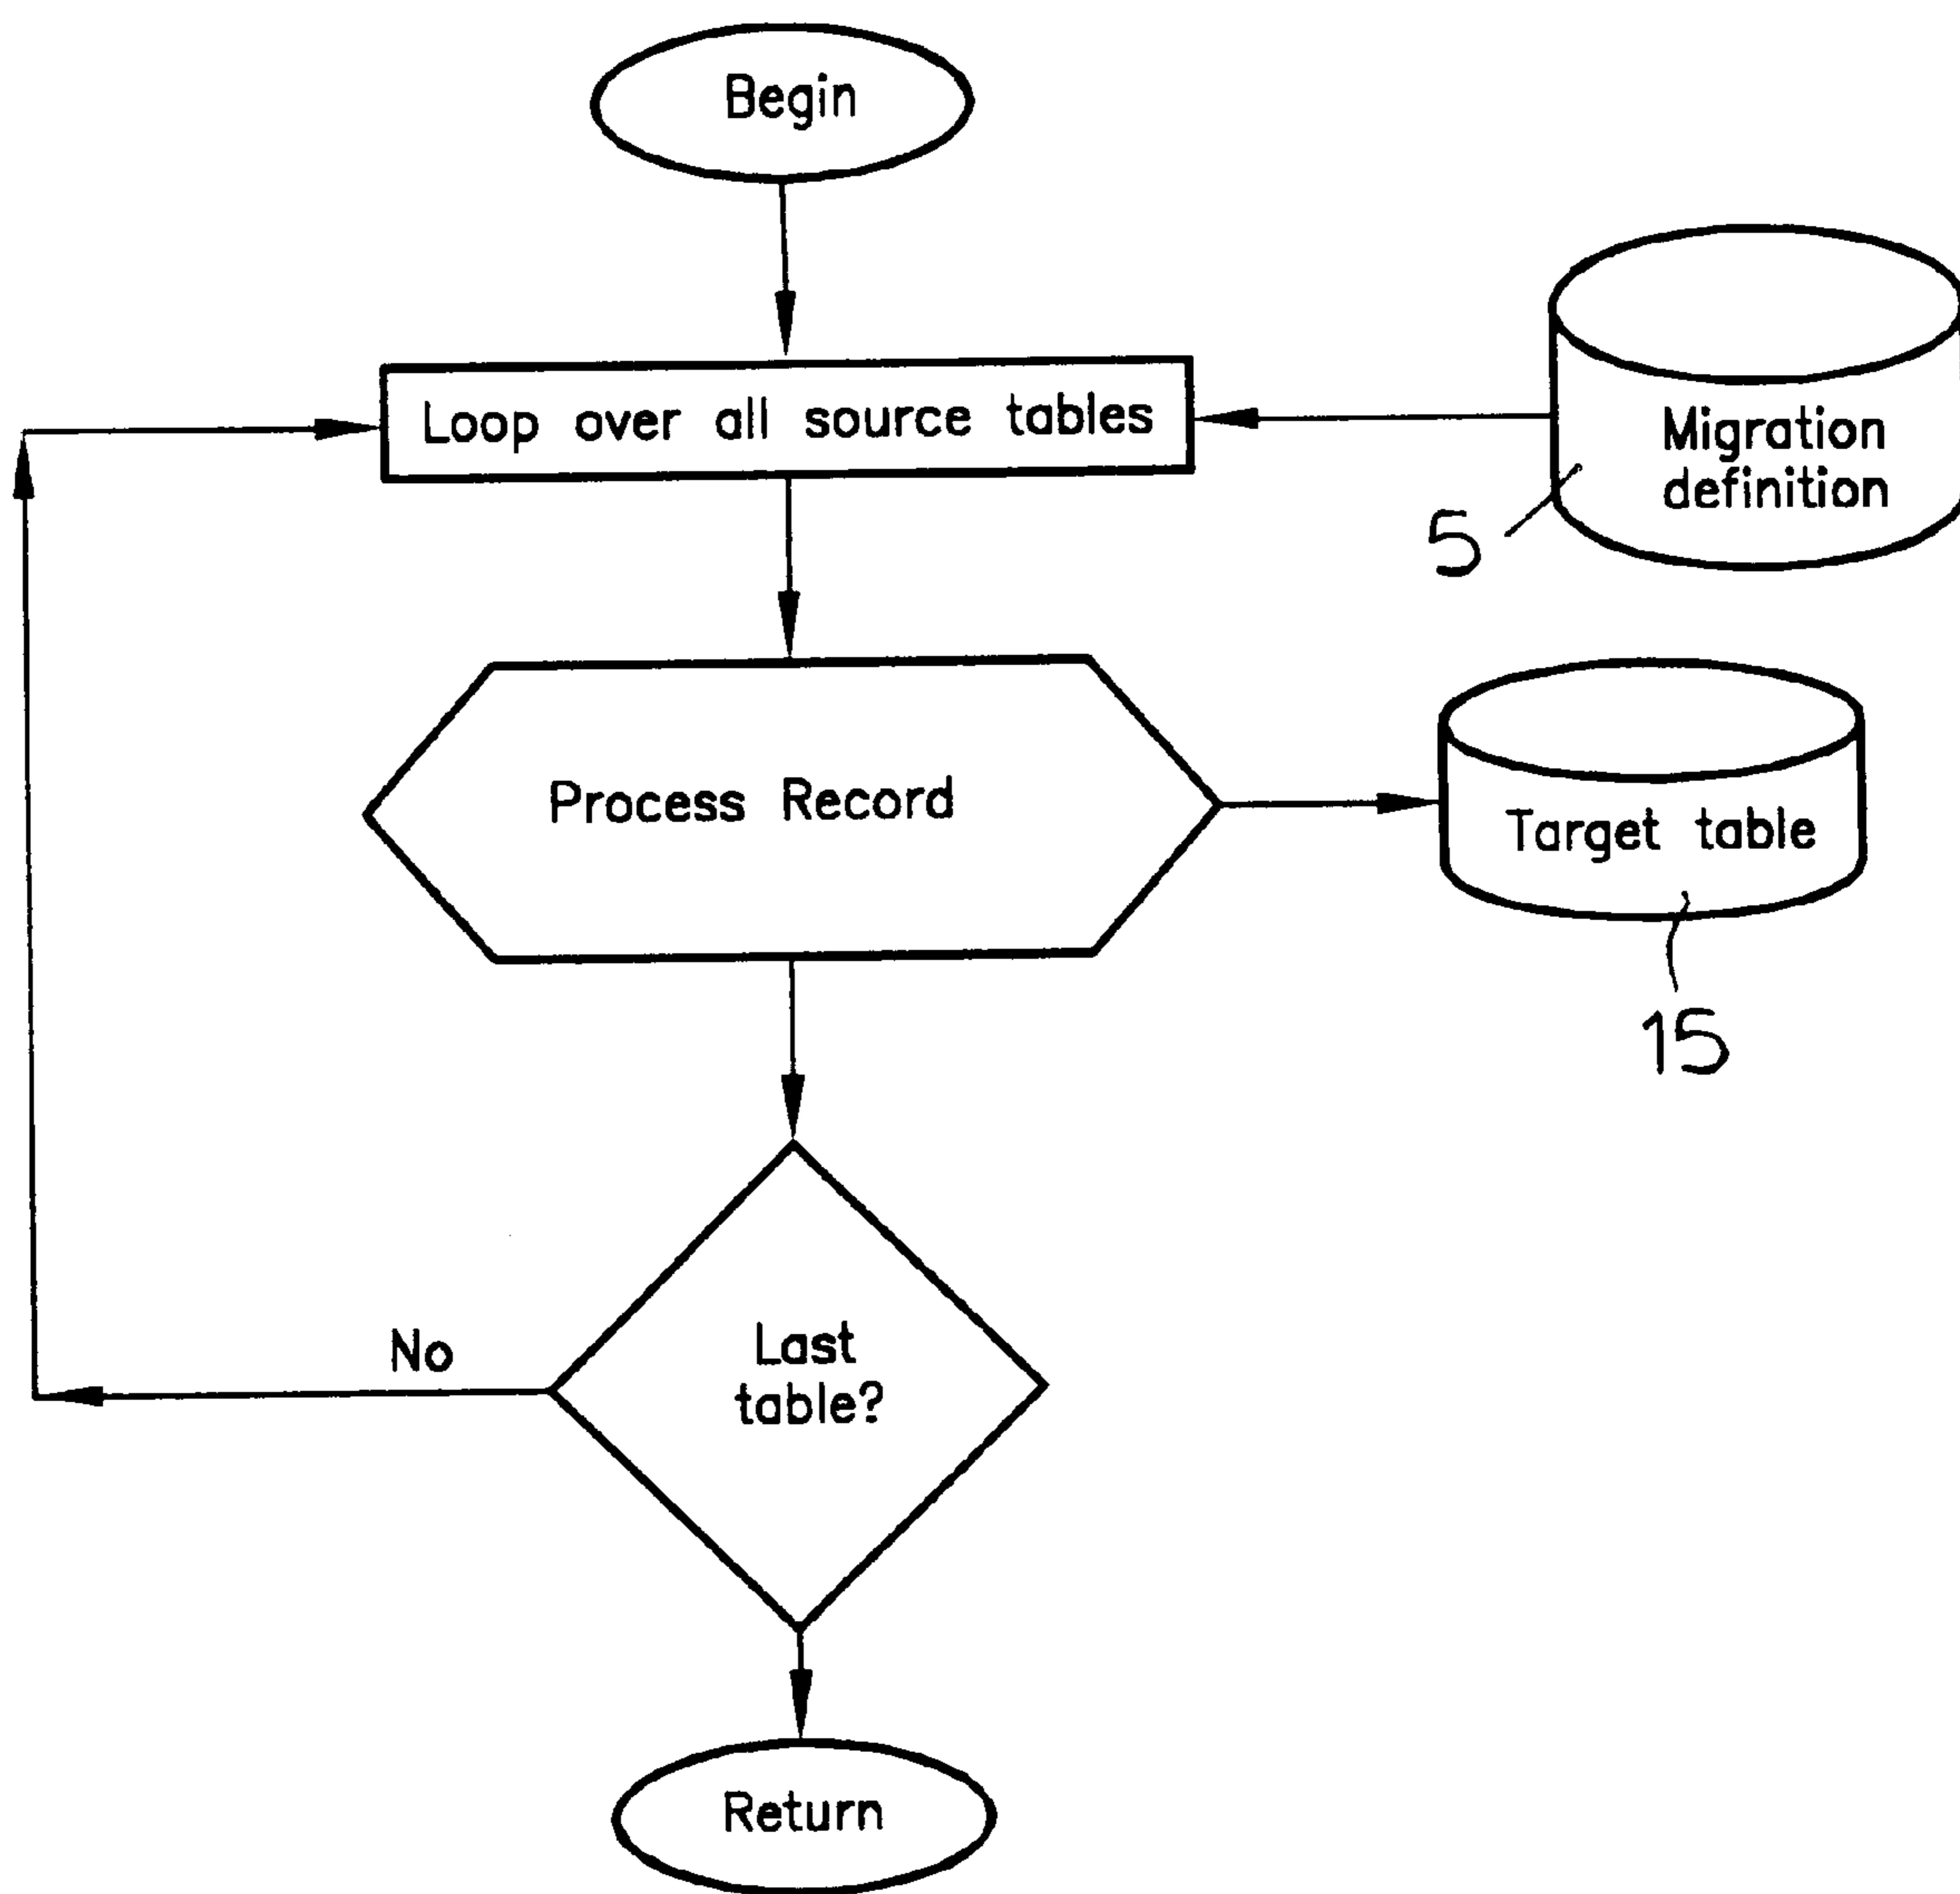 Begin
Loop over all source tables
Migration
definition
5
Process Record
Target table
15
No
Last
table?
Return